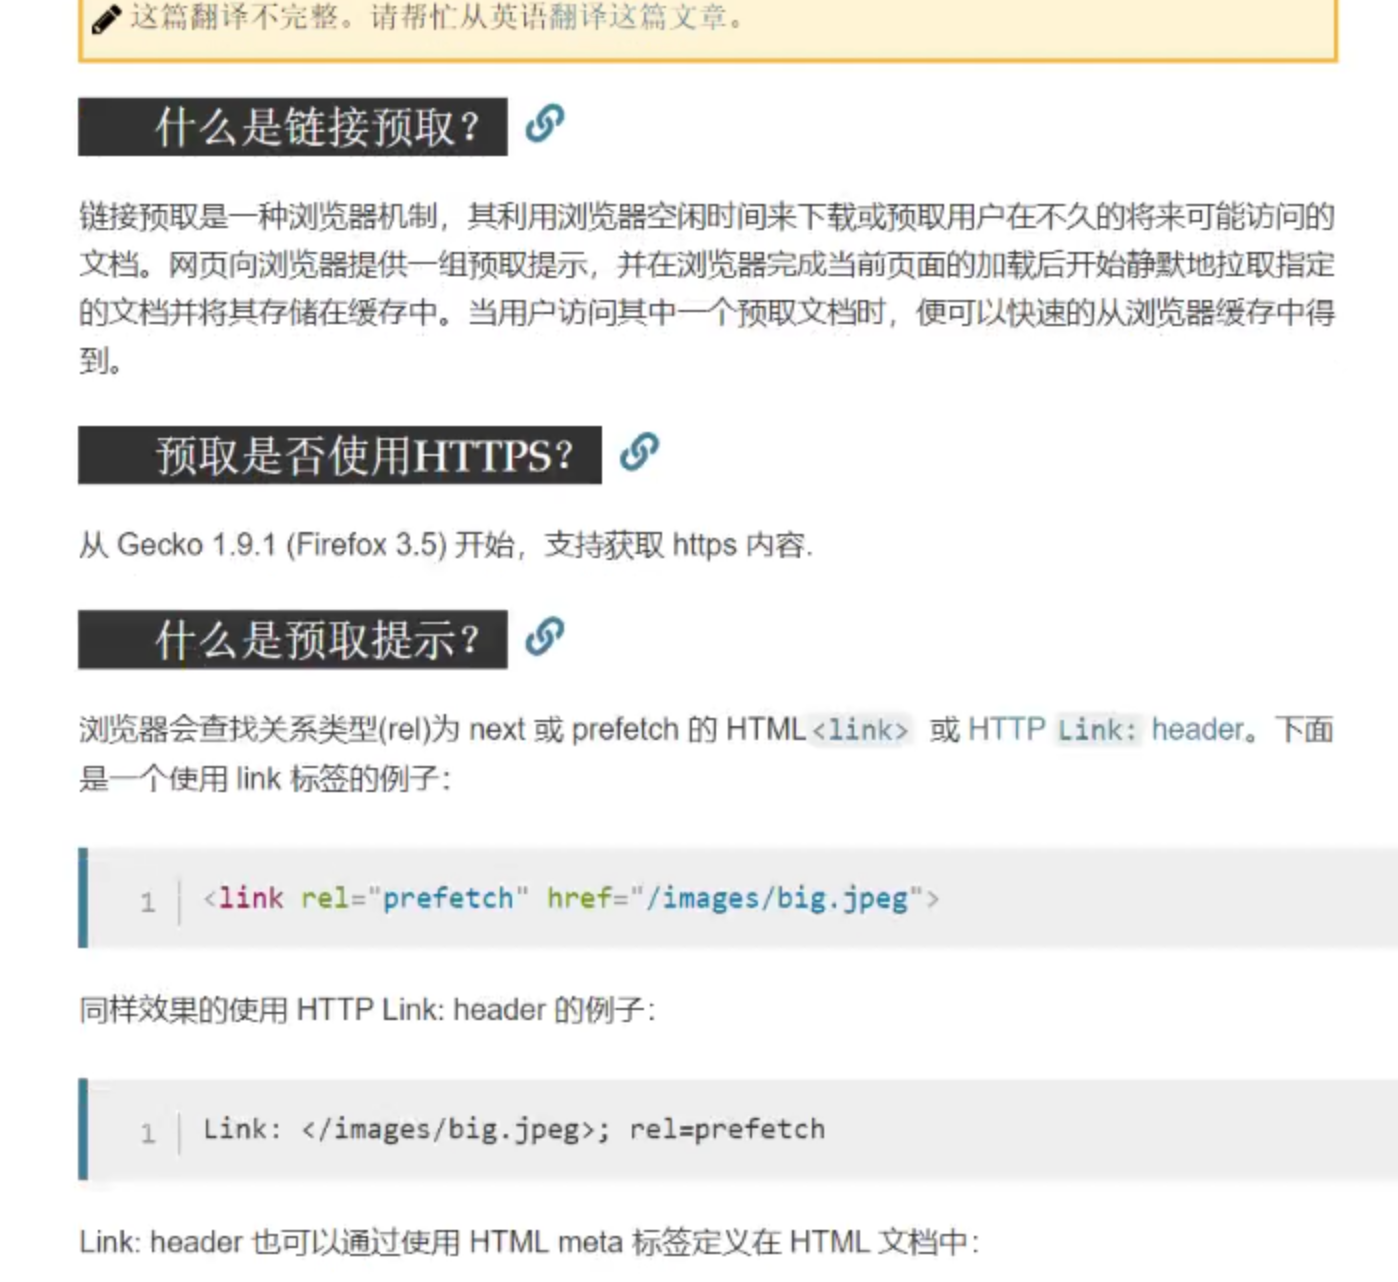 这篇翻译不完整。请帮忙从英语翻译这篇文章。
什么是链接预取？
链接预取是一种浏览器机制，其利用浏览器空闲时间来下载或预取用户在不久的将来可能访问的
文档。网页向浏览器提供一组预取提示，并在浏览器完成当前页面的加载后开始静默地拉取指定
的文档并将其存储在缓存中。当用户访问其中一个预取文档时，便可以快速的从浏览器缓存中得
到。
预取是否使用HTTPS？
从 Gecko 1.9.1 (Firefox 3.5) 开始，支持获取 https 内容.
什么是预取提示？
浏览器会查找关系类型(rel)为 next 或 prefetch 的 HTML<link> 或 HTTP Link: header。下面
是一个使用 link 标签的例子：
1 <link rel="prefetch" href="/images/big.jpeg">
同样效果的使用 HTTP Link: header 的例子：
1 Link: </images/big.jpeg>; rel=prefetch
Link: header 也可以通过使用 HTML meta 标签定义在 HTML 文档中：